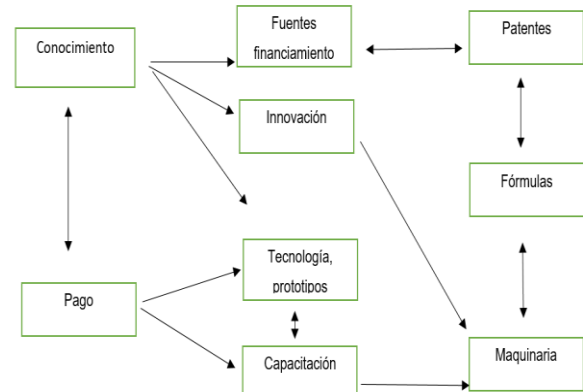 Conocimiento
Fuentes
financiamiento
Patentes
Innovación
Fórmulas
Pago
Tecnología,
prototipos
Capacitación
Maquinaria